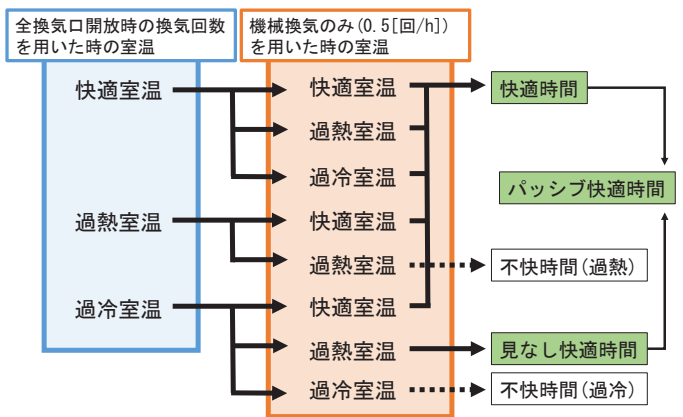 全換気口開放時の換気回数
を用いた時の室温
機械換気のみ(0.5[回/h])
を用いた時の室温
快適室温
快適室温
快適時間
過熱室温
過冷室温
パッシブ快適時間
過熱室温
快適室温
過熱室温
不快時間(過熱)
過冷室温
快適室温
過熱室温
見なし快適時間
過冷室温
不快時間(過冷)